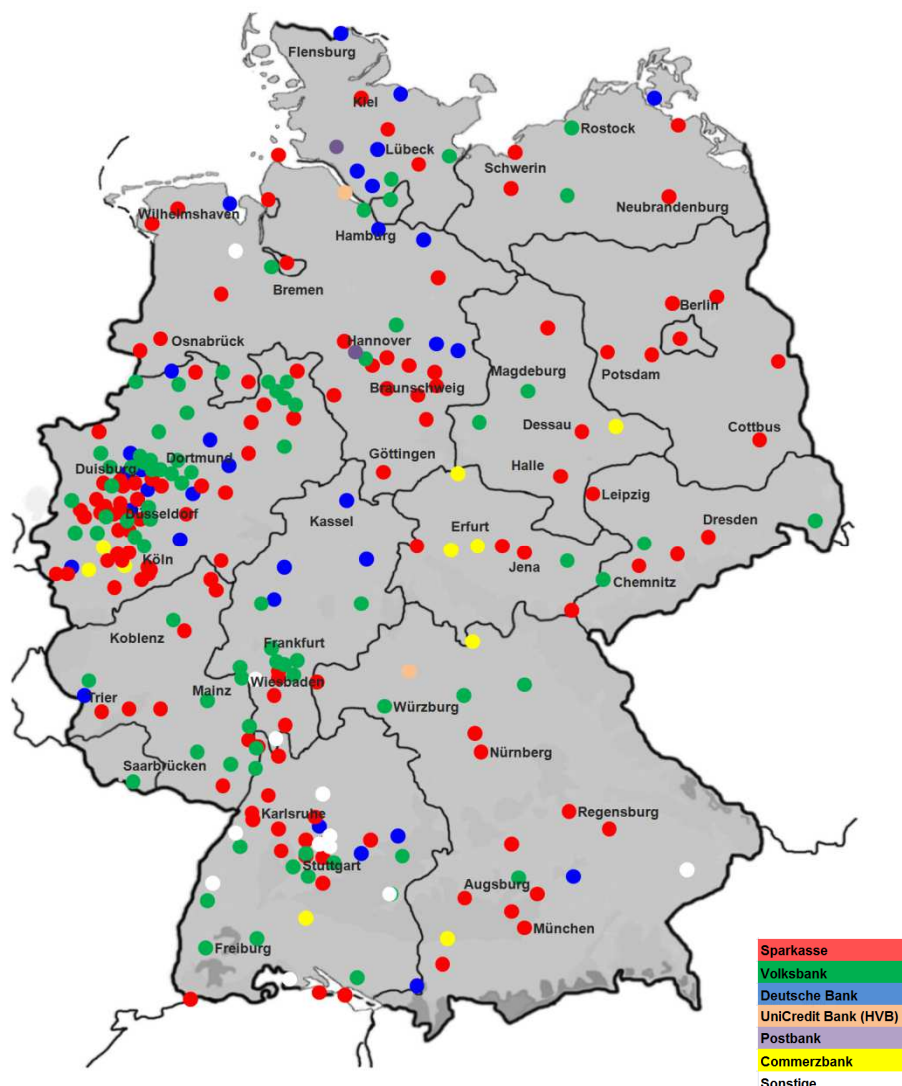 Flensburg
Kiel
Rostock
Lübeck
Schwerin
Wilhelmshaven
Neubrandenburg
Hamburg
Bremen
Berlin
Osnabrück
Hannover
Potsdam
Magdeburg
Braunschweig
Dessau
Cottbus
Dortmund
Göttingen
Duisburg
Halle
Leipzig
Düsseldorf
Kassel
Erfurt
Dresden
Köln
Jena
Chemnitz
Koblenz
Frankfurt
Wiesbaden
Mainz
Trier
Würzburg
Nürnberg
Saarbrücken
Karlsruhe
Regensburg
Stuttgart
Augsburg
München
Freiburg
Sparkasse
Volksbank
Deutsche Bank
UniCredit Bank (HVB)
Postbank
Commerzbank
Sonstige